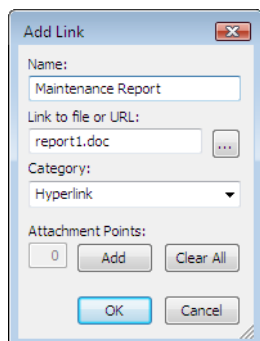 Add Link
Name:
Maintenance Report
Link to file or URL:
report1.doc
...
Category:
Hyperlink
Attachment Points:
0 Add Clear All
OK Cancel